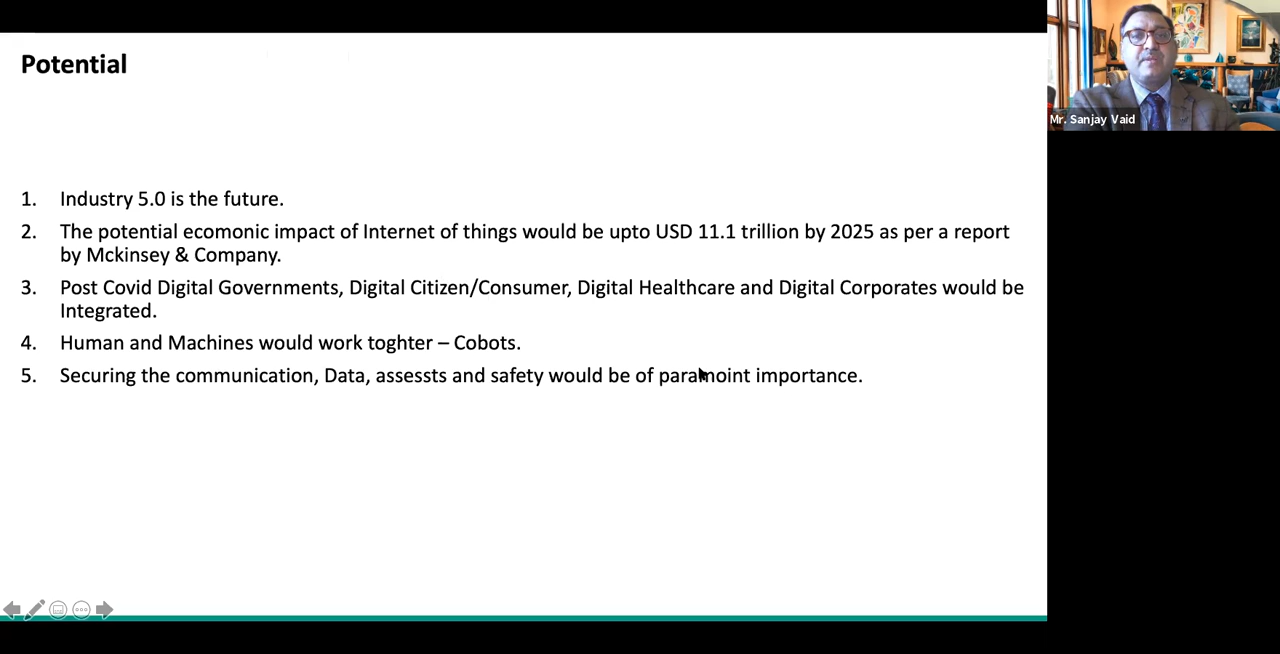 Potential
1. Industry 5.0 is the future.
2. The potential ecomonic impact of Internet of things would be upto USD 11.1 trillion by 2025 as per a report
by Mckinsey & Company.
3. Post Covid Digital Governments, Digital Citizen/Consumer, Digital Healthcare and Digital Corporates would be
Integrated.
4. Human and Machines would work toghter – Cobots.
5. Securing the communication, Data, assessts and safety would be of paramoint importance.
Mr. Sanjay Vaid